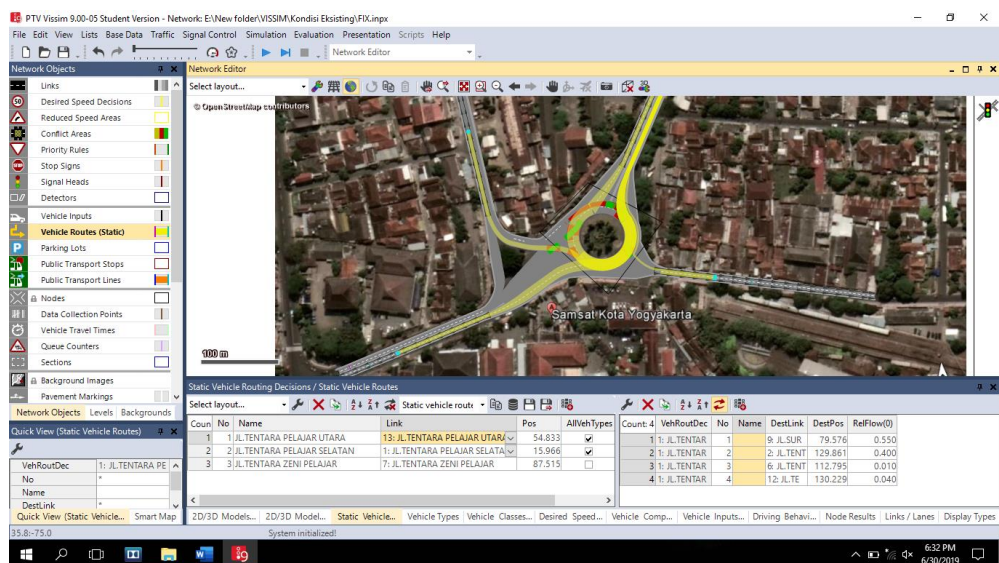 PTV Vissim 9.00-05 Student Version - Network: E:\New folder\VISSIM\Kondisi Eksisting\FIX.inpx
File Edit View Lists Base Data Traffic Signal Control Simulation Evaluation Presentation Scripts Help
Network Editor
Network Objects
Links
Desired Speed Decisions
Reduced Speed Areas
Conflict Areas
Priority Rules
Stop Signs
Signal Heads
Detectors
Vehicle Inputs
Vehicle Routes (Static)
Parking Lots
Public Transport Stops
Public Transport Lines
Nodes
Data Collection Points
Vehicle Travel Times
Queue Counters
Sections
Background Images
Pavement Markings
Network Objects Levels Backgrounds
Quick View (Static Vehicle Routes)
VehRoutDec 1: JL.TENTARA PE
No *
Name
DestLink *
Quick View (Static Vehicle... Smart Map
Network Editor
Select layout...
© OpenStreetMap contributors
Samsat Kota Yogyakarta
100 m
Static Vehicle Routing Decisions / Static Vehicle Routes
Select layout... Static vehicle route
Coun No Name Link Pos AllVehTypes
1 1 JL.TENTARA PELAJAR UTARA 13: JL.TENTARA PELAJAR UTARA 54.833
2 2 JL.TENTARA PELAJAR SELATAN 1: JL.TENTARA PELAJAR SELATA 15.966
3 3 JL.TENTARA ZENI PELAJAR 7: JL.TENTARA ZENI PELAJAR 87.515
Count: 4 VehRoutDec No Name DestLink DestPos RelFlow(0)
1 1: JL.TENTAR 1 9: JL.SUR 79.576 0.550
2 1: JL.TENTAR 2 2: JL.TENT 129.861 0.400
3 1: JL.TENTAR 3 6: JL.TENT 112.795 0.010
4 1: JL.TENTAR 4 12: JL.TE 130.229 0.040
2D/3D Models... 2D/3D Model... Static Vehicle... Vehicle Types Vehicle Classes... Desired Speed... Vehicle Comp... Vehicle Inputs... Driving Behavi... Node Results Links / Lanes Display Types
35.8:-75.0 System initialized!
6:32 PM
6/30/2019